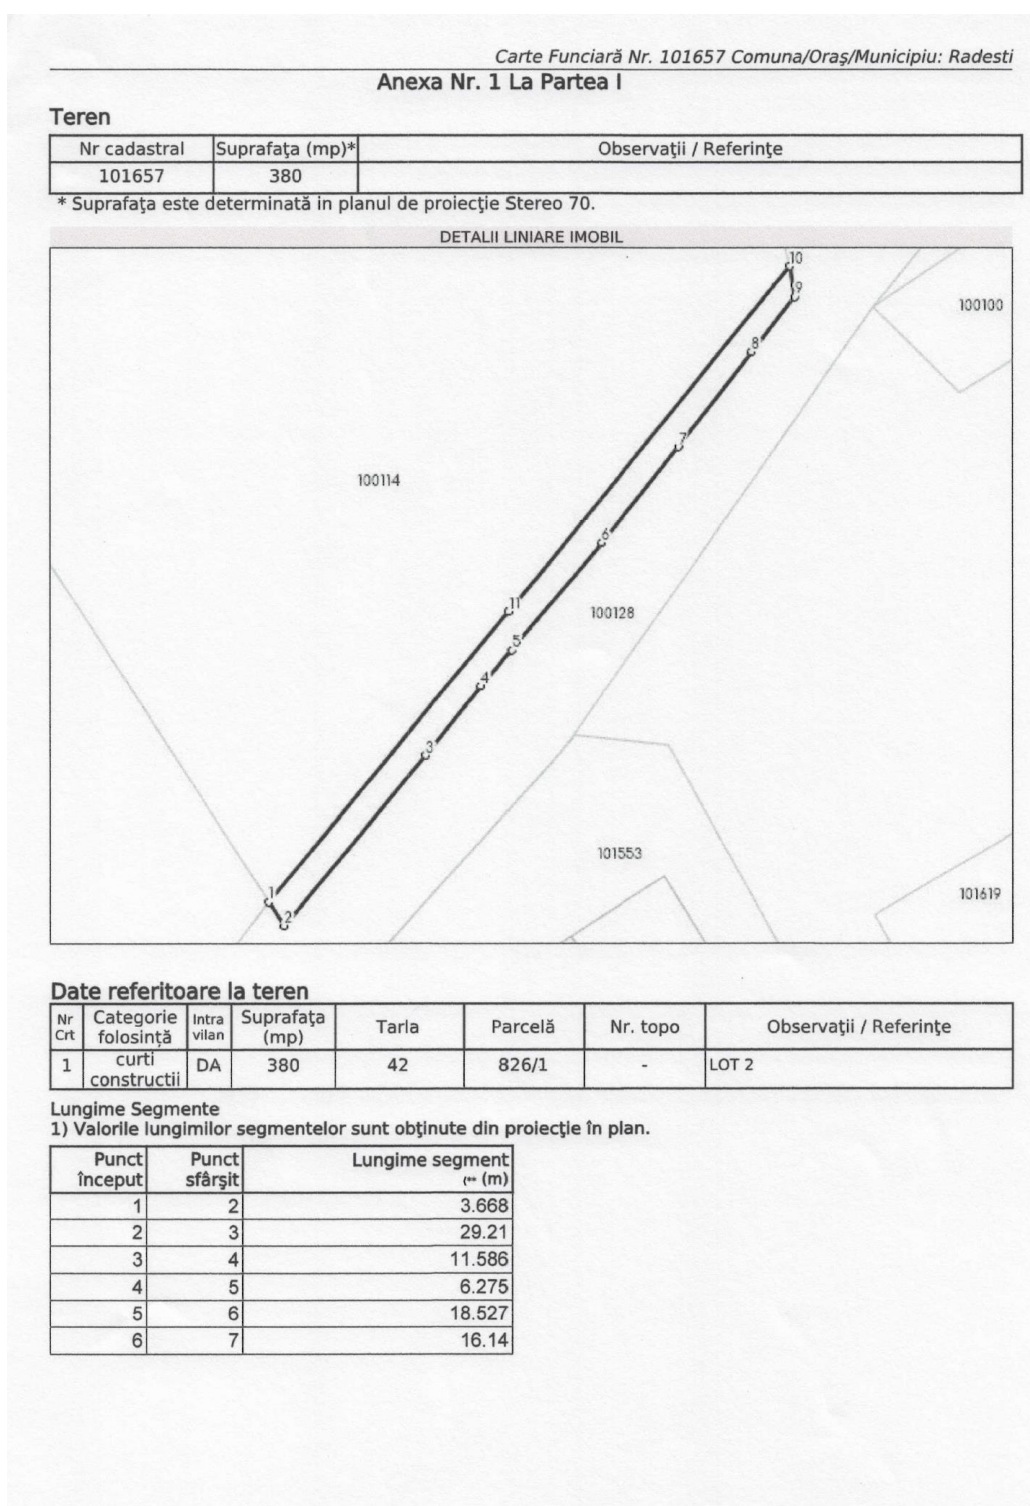 Carte Funciară Nr. 101657 Comuna/Oraș/Municipiu: Radesti
Anexa Nr. 1 La Partea I
Teren
Nr cadastral Suprafaţa (mp)* Observaţii / Referinţe
101657 380
* Suprafaţa este determinată in planul de proiecţie Stereo 70.
DETALII LINIARE IMOBIL
10
9
100100
8
7
100114
6
11
100128
5
4
3
101553
1
101619
2
Date referitoare la teren
Nr Crt Categorie folosință Intra vilan Suprafaţa (mp) Tarla Parcelă Nr. topo Observaţii / Referinţe
1 curti constructii DA 380 42 826/1 - LOT 2
Lungime Segmente
1) Valorile lungimilor segmentelor sunt obţinute din proiecţie în plan.
Punct început Punct sfârşit Lungime segment (** (m)
1 2 3.668
2 3 29.21
3 4 11.586
4 5 6.275
5 6 18.527
6 7 16.14